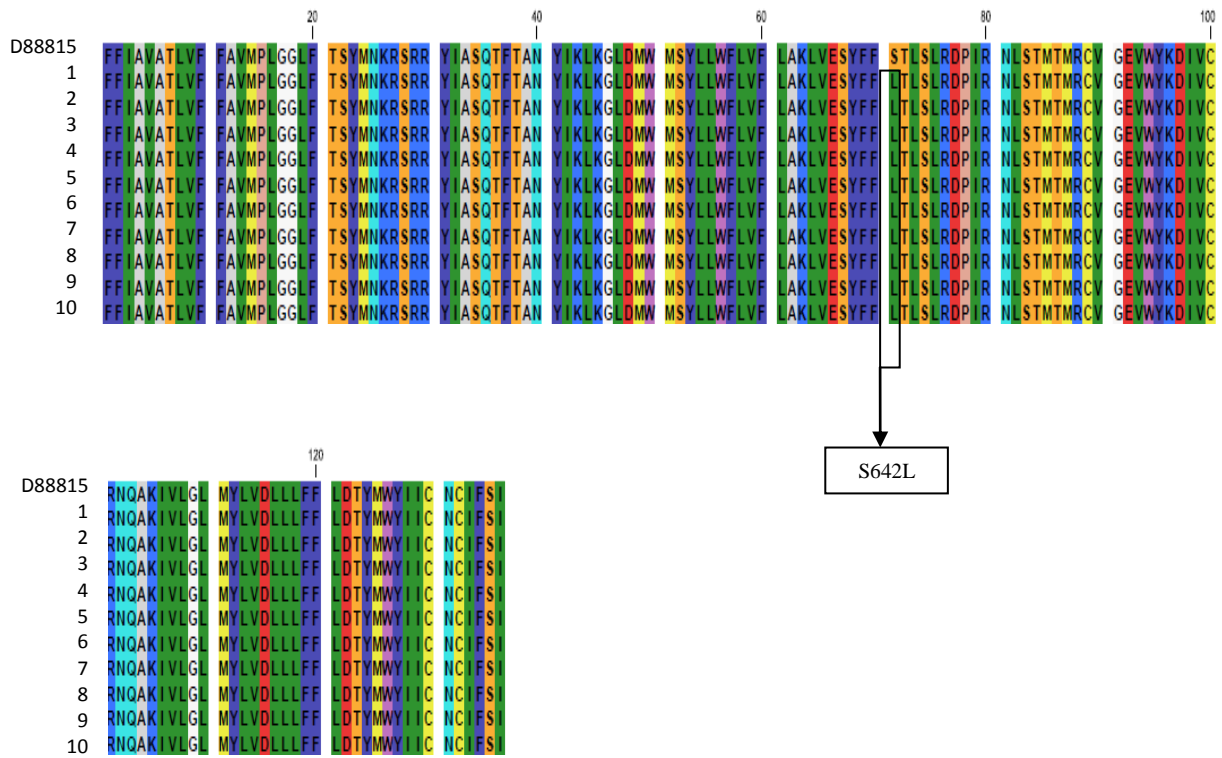 20 40 60 80 100
D88815 FFIAVATLVF FAVMPLGGLF TSYMNKRSRR YIASQTFTAN YIKLKGLDMW MSYLLWFLVF LAKLVESYFF STLSLRDPIR NLSTMTMRCV GEVWYKDIVC
1 FFIAVATLVF FAVMPLGGLF TSYMNKRSRR YIASQTFTAN YIKLKGLDMW MSYLLWFLVF LAKLVESYFF LTLSLRDPIR NLSTMTMRCV GEVWYKDIVC
2 FFIAVATLVF FAVMPLGGLF TSYMNKRSRR YIASQTFTAN YIKLKGLDMW MSYLLWFLVF LAKLVESYFF LTLSLRDPIR NLSTMTMRCV GEVWYKDIVC
3 FFIAVATLVF FAVMPLGGLF TSYMNKRSRR YIASQTFTAN YIKLKGLDMW MSYLLWFLVF LAKLVESYFF LTLSLRDPIR NLSTMTMRCV GEVWYKDIVC
4 FFIAVATLVF FAVMPLGGLF TSYMNKRSRR YIASQTFTAN YIKLKGLDMW MSYLLWFLVF LAKLVESYFF LTLSLRDPIR NLSTMTMRCV GEVWYKDIVC
5 FFIAVATLVF FAVMPLGGLF TSYMNKRSRR YIASQTFTAN YIKLKGLDMW MSYLLWFLVF LAKLVESYFF LTLSLRDPIR NLSTMTMRCV GEVWYKDIVC
6 FFIAVATLVF FAVMPLGGLF TSYMNKRSRR YIASQTFTAN YIKLKGLDMW MSYLLWFLVF LAKLVESYFF LTLSLRDPIR NLSTMTMRCV GEVWYKDIVC
7 FFIAVATLVF FAVMPLGGLF TSYMNKRSRR YIASQTFTAN YIKLKGLDMW MSYLLWFLVF LAKLVESYFF LTLSLRDPIR NLSTMTMRCV GEVWYKDIVC
8 FFIAVATLVF FAVMPLGGLF TSYMNKRSRR YIASQTFTAN YIKLKGLDMW MSYLLWFLVF LAKLVESYFF LTLSLRDPIR NLSTMTMRCV GEVWYKDIVC
9 FFIAVATLVF FAVMPLGGLF TSYMNKRSRR YIASQTFTAN YIKLKGLDMW MSYLLWFLVF LAKLVESYFF LTLSLRDPIR NLSTMTMRCV GEVWYKDIVC
10 FFIAVATLVF FAVMPLGGLF TSYMNKRSRR YIASQTFTAN YIKLKGLDMW MSYLLWFLVF LAKLVESYFF LTLSLRDPIR NLSTMTMRCV GEVWYKDIVC
S642L
120
D88815 RNQAKIVLGL MYLVDLLLFF LDTYMWYIIC NCIFSI
1 RNQAKIVLGL MYLVDLLLFF LDTYMWYIIC NCIFSI
2 RNQAKIVLGL MYLVDLLLFF LDTYMWYIIC NCIFSI
3 RNQAKIVLGL MYLVDLLLFF LDTYMWYIIC NCIFSI
4 RNQAKIVLGL MYLVDLLLFF LDTYMWYIIC NCIFSI
5 RNQAKIVLGL MYLVDLLLFF LDTYMWYIIC NCIFSI
6 RNQAKIVLGL MYLVDLLLFF LDTYMWYIIC NCIFSI
7 RNQAKIVLGL MYLVDLLLFF LDTYMWYIIC NCIFSI
8 RNQAKIVLGL MYLVDLLLFF LDTYMWYIIC NCIFSI
9 RNQAKIVLGL MYLVDLLLFF LDTYMWYIIC NCIFSI
10 RNQAKIVLGL MYLVDLLLFF LDTYMWYIIC NCIFSI